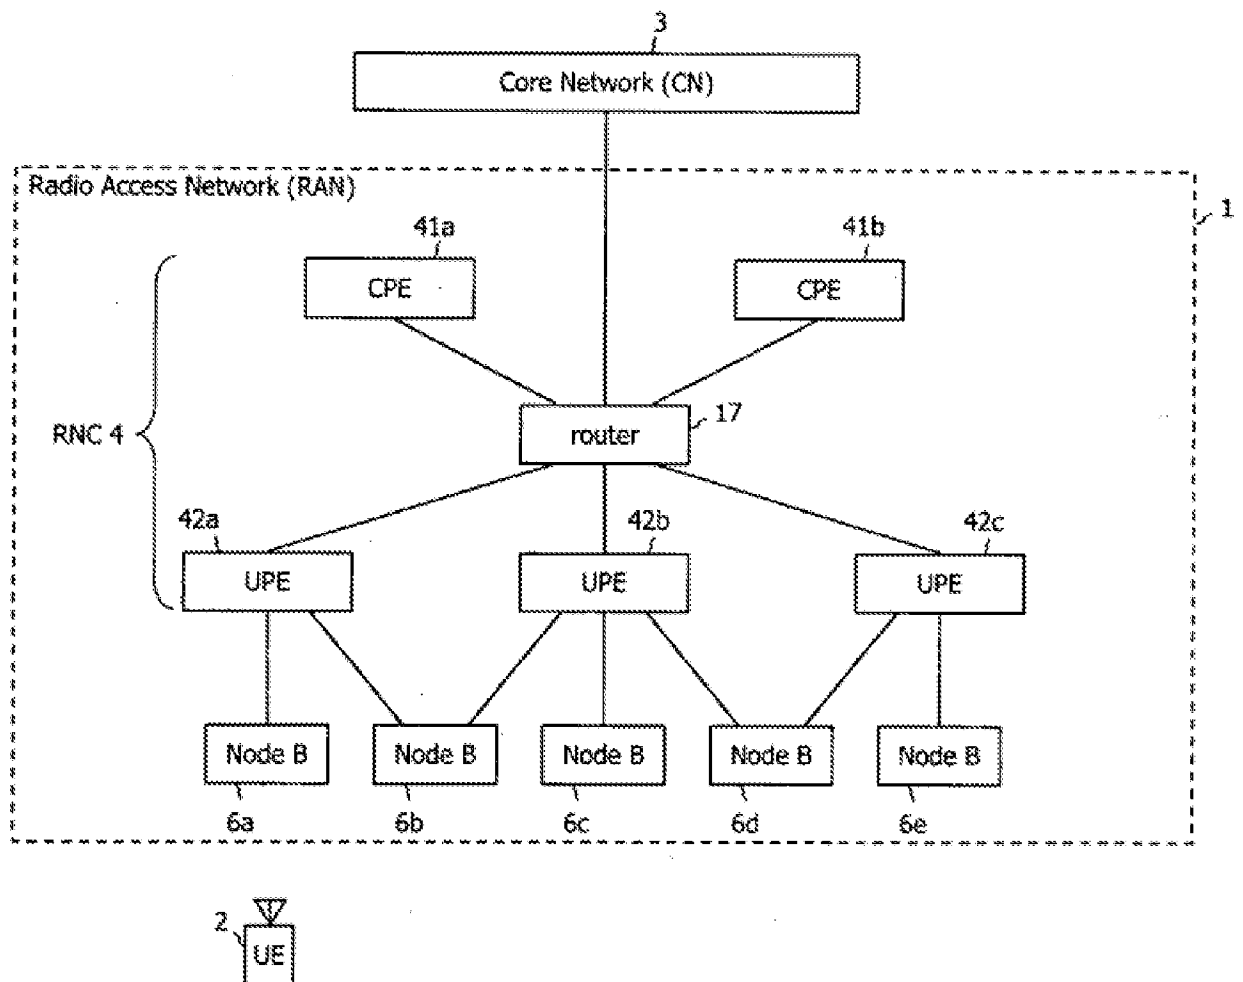 3
Core Network (CN)
Radio Access Network (RAN)
1
41a
41b
CPE
CPE
17
RNC 4
router
42a
42b
42c
UPE
UPE
UPE
Node B
Node B
Node B
Node B
Node B
6a
6b
6c
6d
6e
2
UE